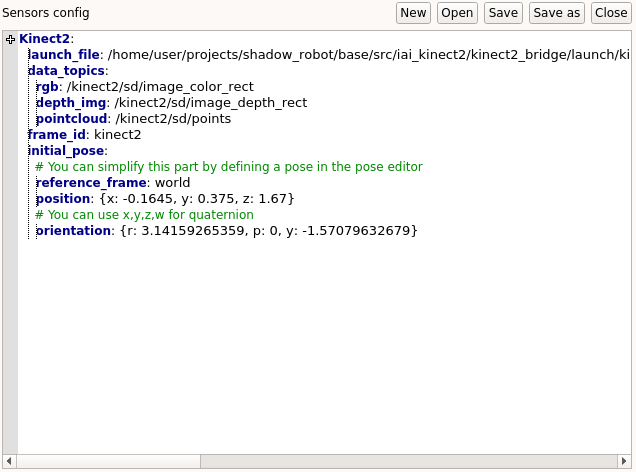 Sensors config New Open Save Save as Close
Kinect2:
launch_file: /home/user/projects/shadow_robot/base/src/iai_kinect2/kinect2_bridge/launch/ki
data_topics:
rgb: /kinect2/sd/image_color_rect
depth_img: /kinect2/sd/image_depth_rect
pointcloud: /kinect2/sd/points
frame_id: kinect2
initial_pose:
# You can simplify this part by defining a pose in the pose editor
reference_frame: world
position: {x: -0.1645, y: 0.375, z: 1.67}
# You can use x,y,z,w for quaternion
orientation: {r: 3.14159265359, p: 0, y: -1.57079632679}